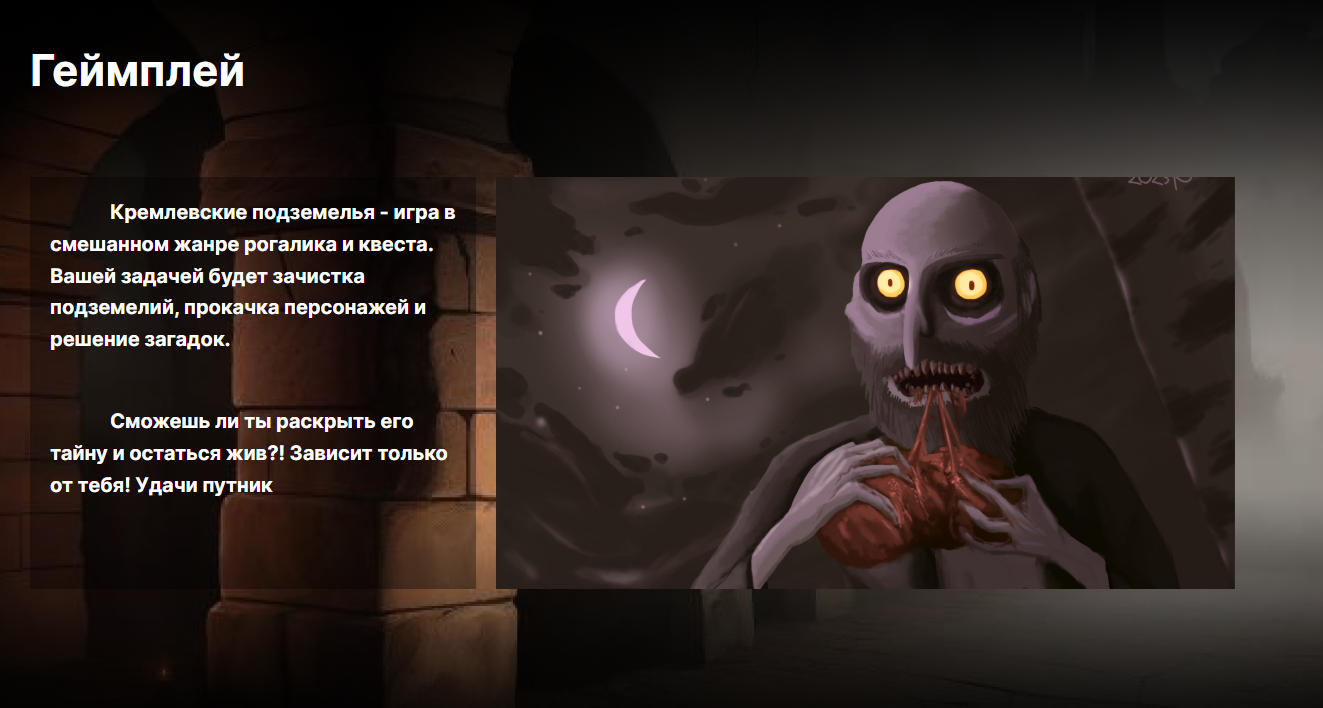 Геймплей
Кремлевские подземелья - игра в
смешанном жанре рогалика и квеста.
Вашей задачей будет зачистка
подземелий, прокачка персонажей и
решение загадок.
Сможешь ли ты раскрыть его
тайну и остаться жив?! Зависит только
от тебя! Удачи путник